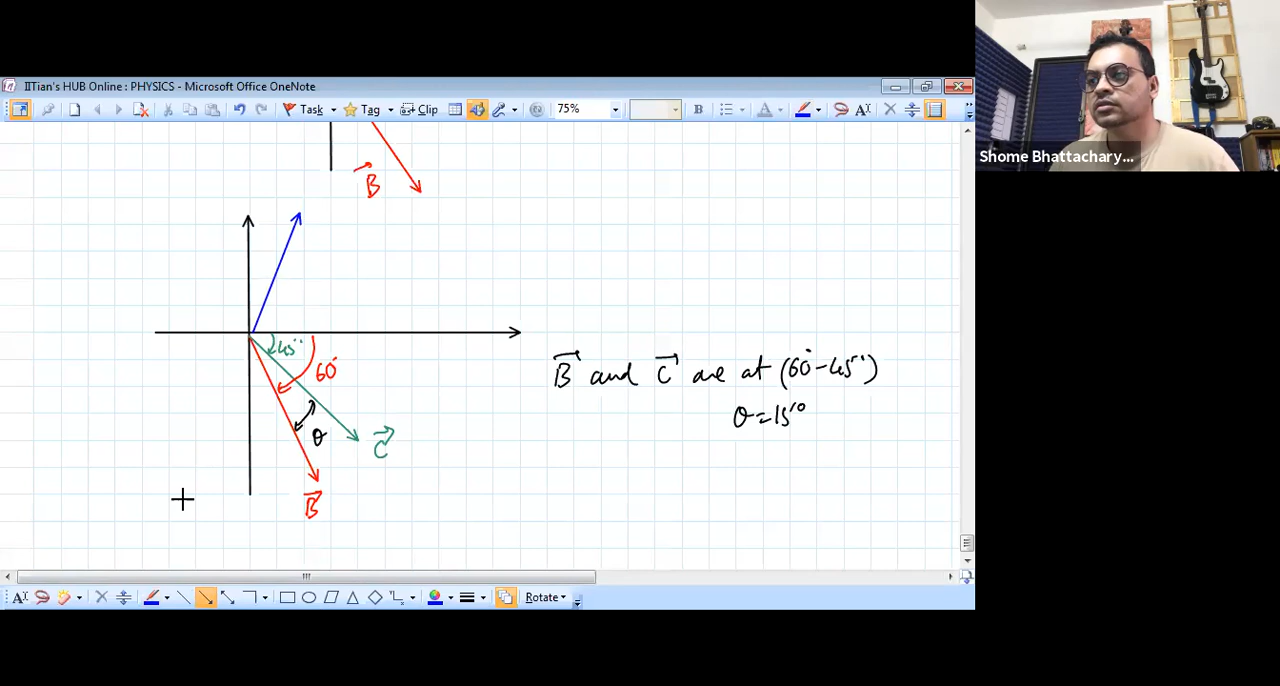 IITian's HUB Online : PHYSICS - Microsoft Office OneNote
Task Tag Clip 75% B A
Shome Bhattachary...
B
45°
60°
θ
C
B
B and C are at (60°-45°)
θ=15°
Rotate